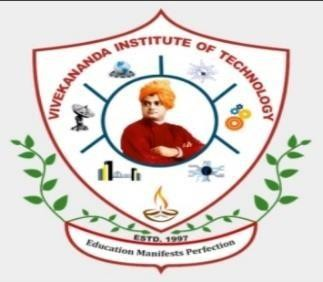 VIVEKANANDA INSTITUTE OF TECHNOLOGY
ESTD. 1997
Education Manifests Perfection